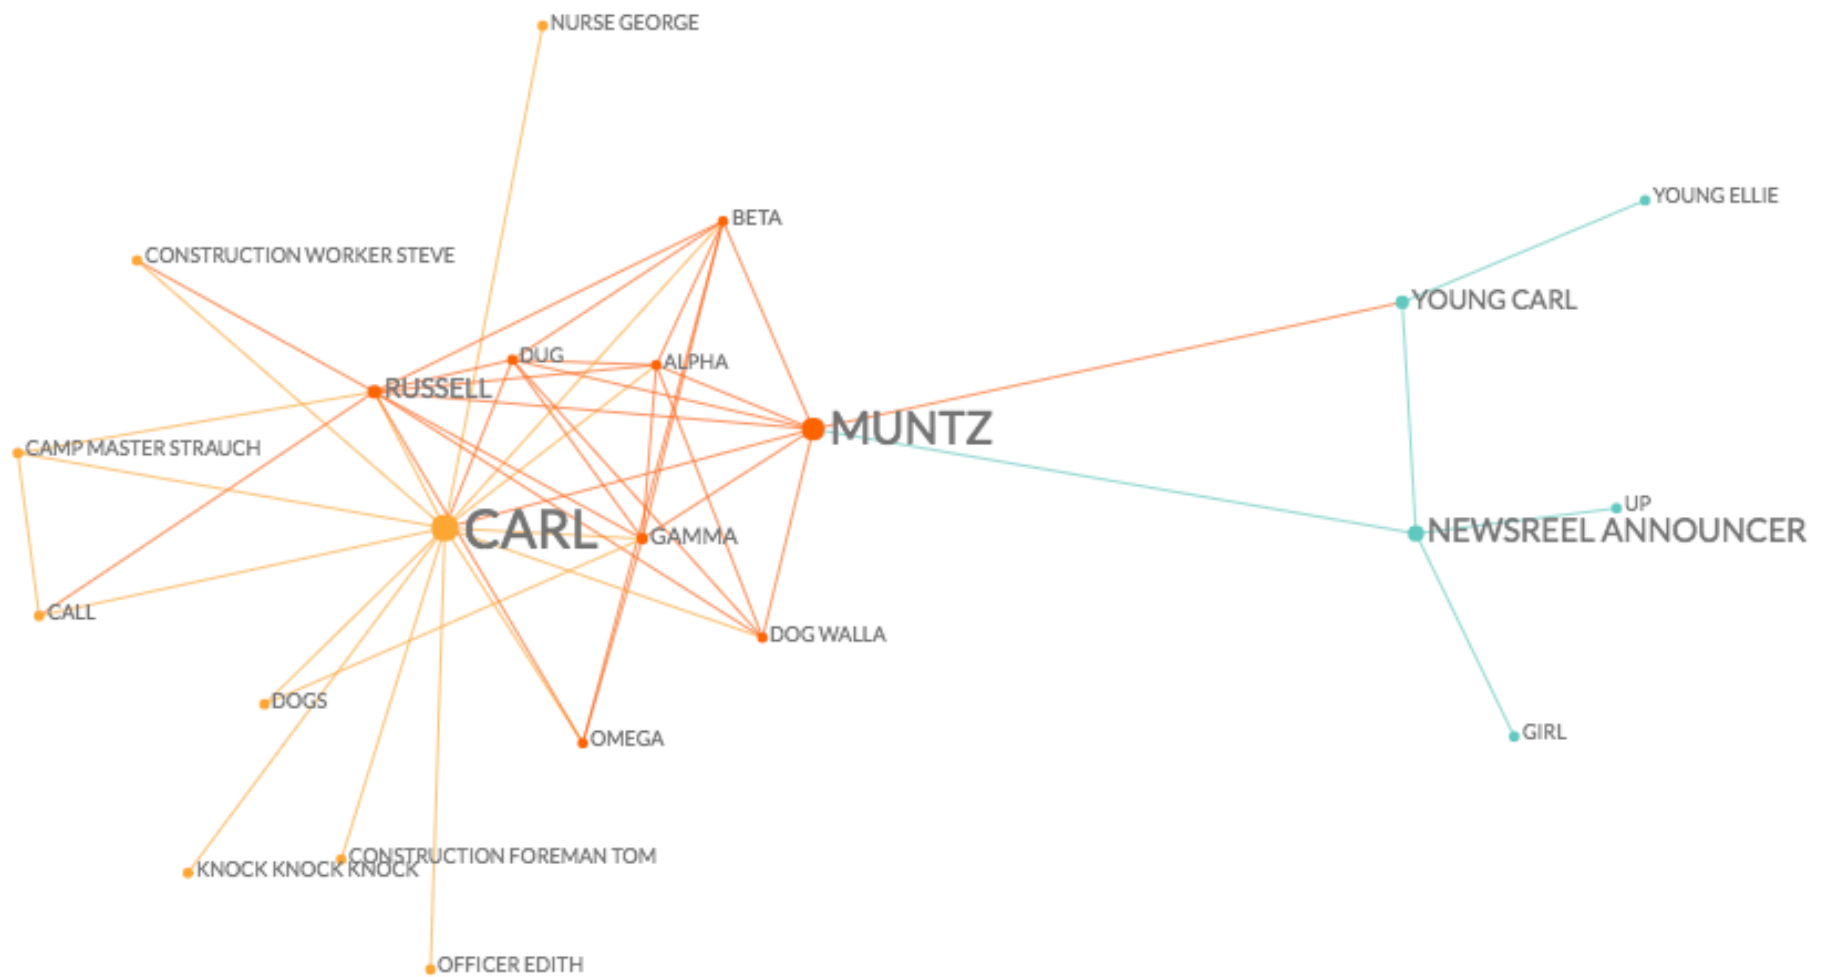 NURSE GEORGE
YOUNG ELLIE
BETA
CONSTRUCTION WORKER STEVE
YOUNG CARL
DUG
ALPHA
RUSSELL
MUNTZ
CAMP MASTER STRAUCH
UP
CARL
GAMMA
NEWSREEL ANNOUNCER
CALL
DOG WALLA
DOGS
OMEGA
GIRL
CONSTRUCTION FOREMAN TOM
KNOCK KNOCK KNOCK
OFFICER EDITH